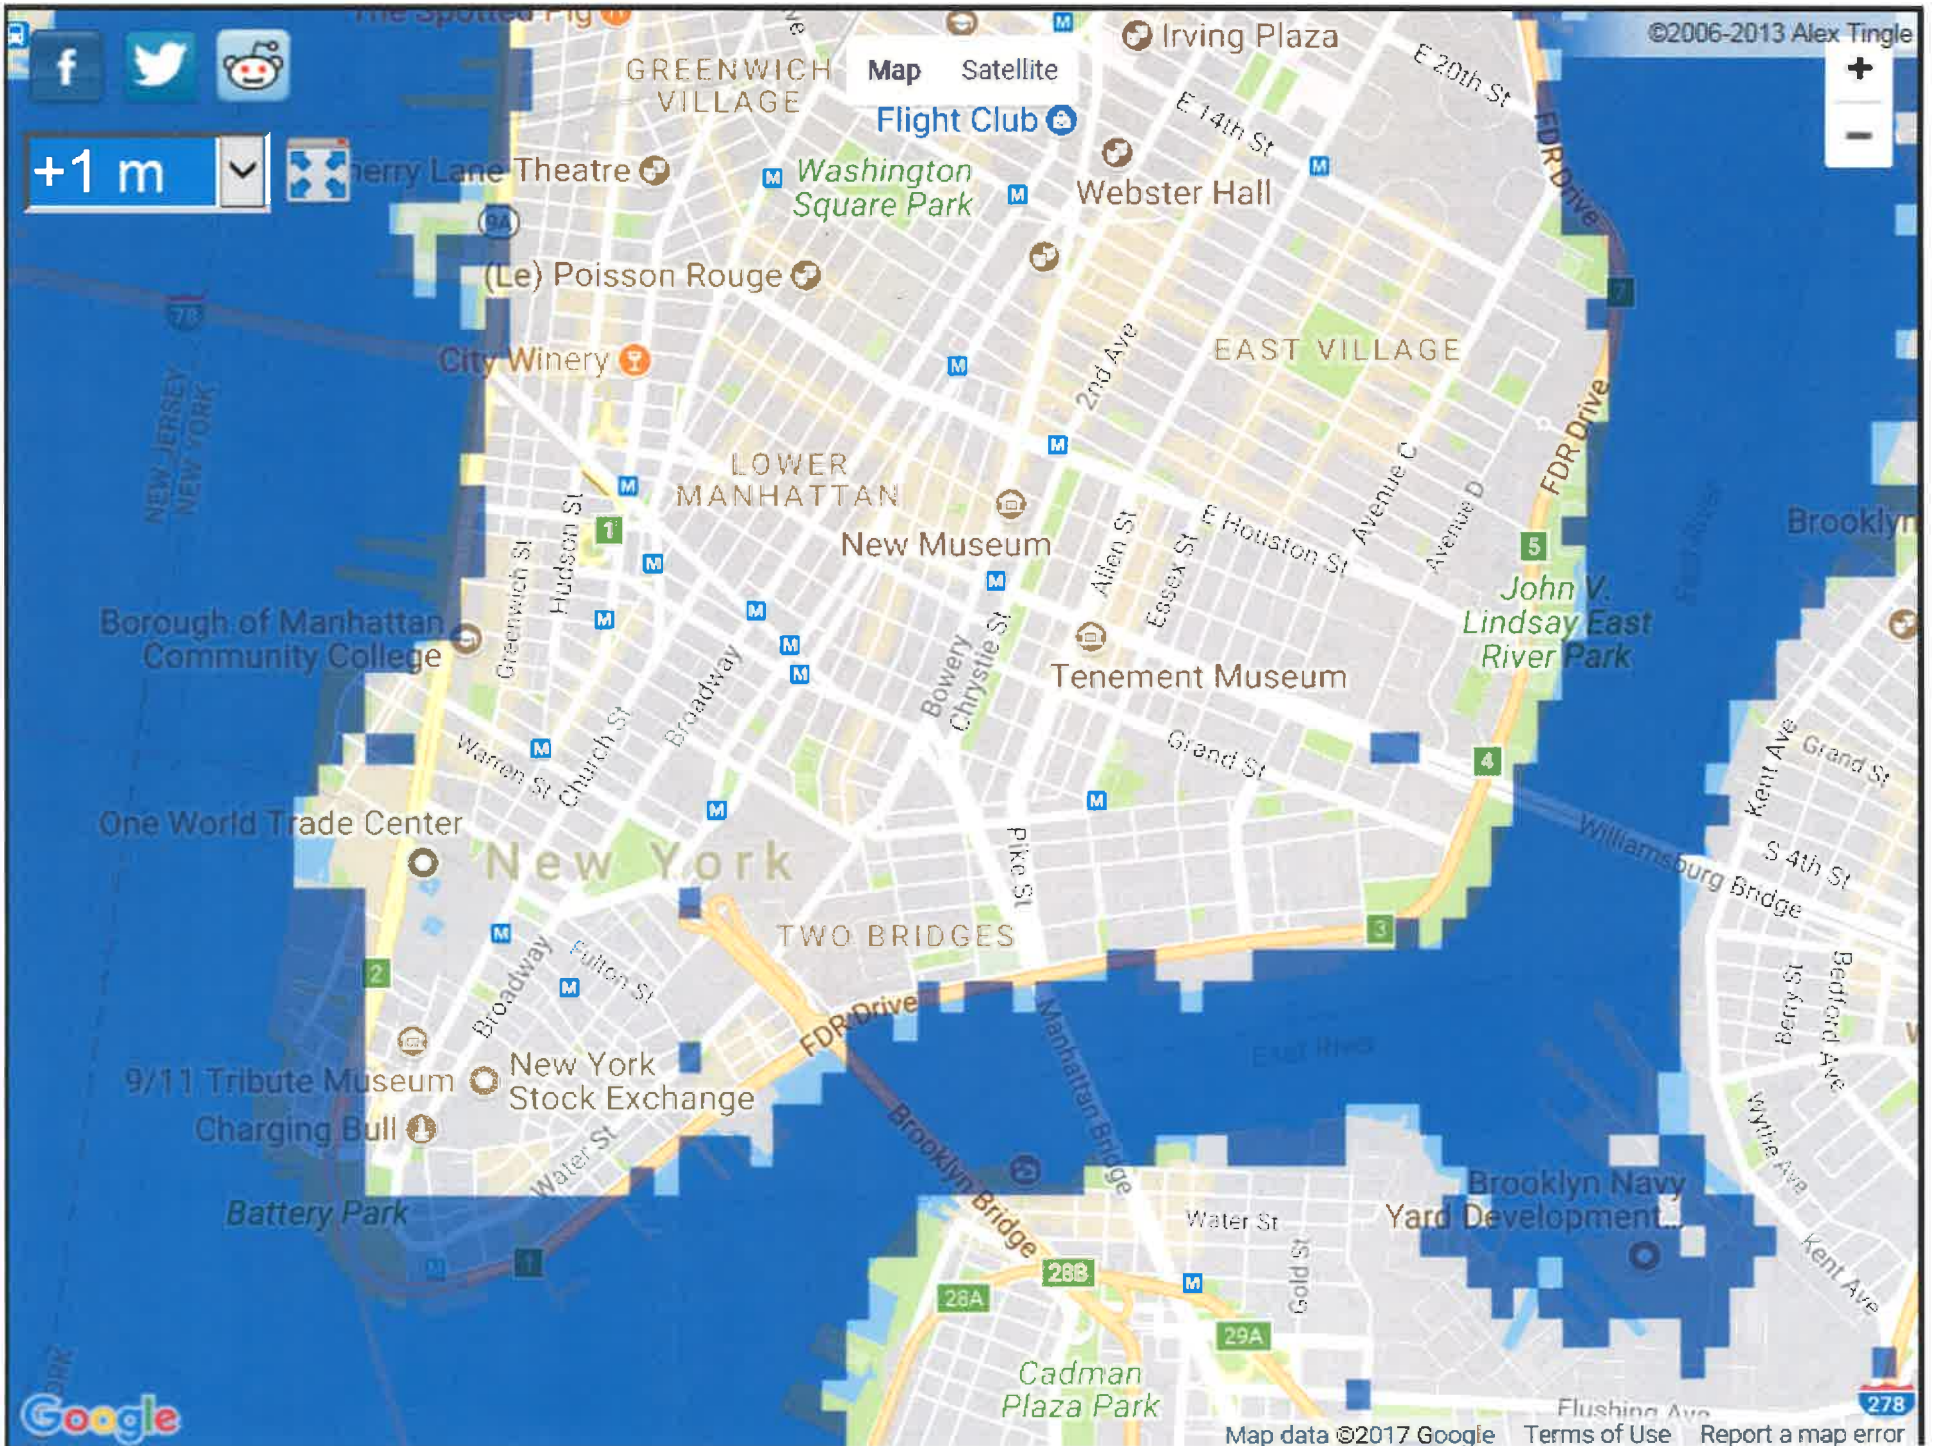 The Spotted Pig
©2006-2013 Alex Tingle
f
Irving Plaza
E 20th St
GREENWICH
VILLAGE
Map Satellite
+
−
Flight Club
E 14th St
FDR Drive
+1 m
herry Lane Theatre
Washington
Square Park
Webster Hall
9A
(Le) Poisson Rouge
7
78
City Winery
2nd Ave
EAST VILLAGE
NEW JERSEY
NEW YORK
FDR Drive
LOWER
MANHATTAN
Hudson St
1
New Museum
Allen St
Essex St
E Houston St
Avenue C
Avenue D
5
Brooklyn
John V.
Lindsay East
River Park
East River
Greenwich St
Borough of Manhattan
Community College
Broadway
Bowery
Chrystie St
Tenement Museum
Warren St
Church St
Grand St
4
Kent Ave
Grand St
One World Trade Center
New York
Pike St
Williamsburg Bridge
S 4th St
TWO BRIDGES
3
2
Broadway
Fulton St
FDR Drive
Berry St
Bedford Ave
9/11 Tribute Museum
New York
Stock Exchange
Manhattan Bridge
East River
Charging Bull
Water St
Brooklyn Bridge
Wythe Ave
Battery Park
1
Brooklyn Navy
Yard Development...
Water St
Gold St
Kent Ave
28B
28A
29A
Cadman
Plaza Park
Flushing Ave
278
Google
Map data ©2017 Google Terms of Use Report a map error